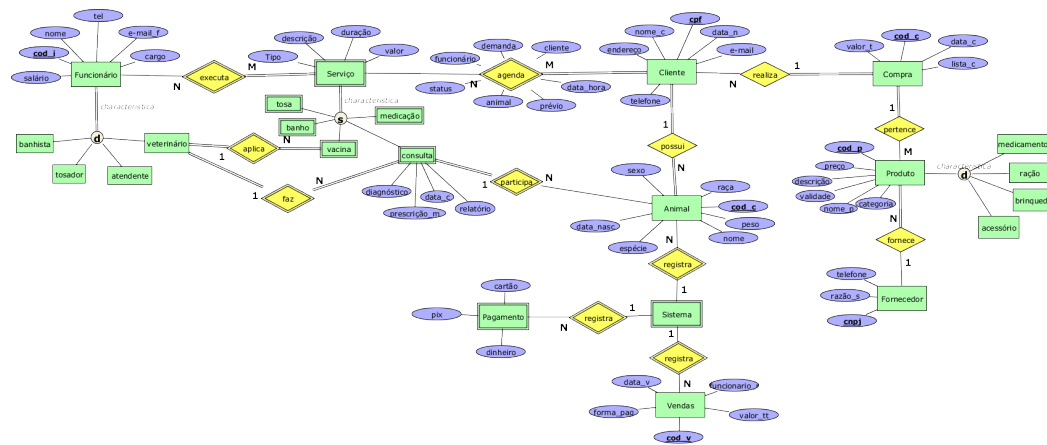 tel
nome
e-mail_f
cod_i
cargo
salário
Funcionário
N
executa
M
descrição
duração
Tipo
valor
Serviço
demanda
cliente
funcionário
status
agenda
animal
prévio
data_hora
M
cpf
nome_c
data_n
endereço
e-mail
telefone
Cliente
N
realiza
1
cod_c
valor_t
data_c
lista_c
Compra
characteristica
d
banhista
veterinário
tosador
atendente
1
aplica
N
characteristica
s
tosa
banho
medicação
vacina
consulta
1
faz
N
diagnóstico
data_c
prescrição_m.
relatório
1
participa
N
1
possui
N
sexo
raça
cod_c
data_nasc
peso
espécie
nome
Animal
1
pertence
M
cod_p
preço
descrição
validade
nome_p
categoria
Produto
characteristica
d
medicamento
ração
brinqued
acessório
N
fornece
1
telefone
razão_s
cnpj
Fornecedor
N
registra
1
Sistema
cartão
pix
dinheiro
Pagamento
N
registra
1
1
registra
N
data_v
forma_pag
valor_tt
cod_v
Vendas